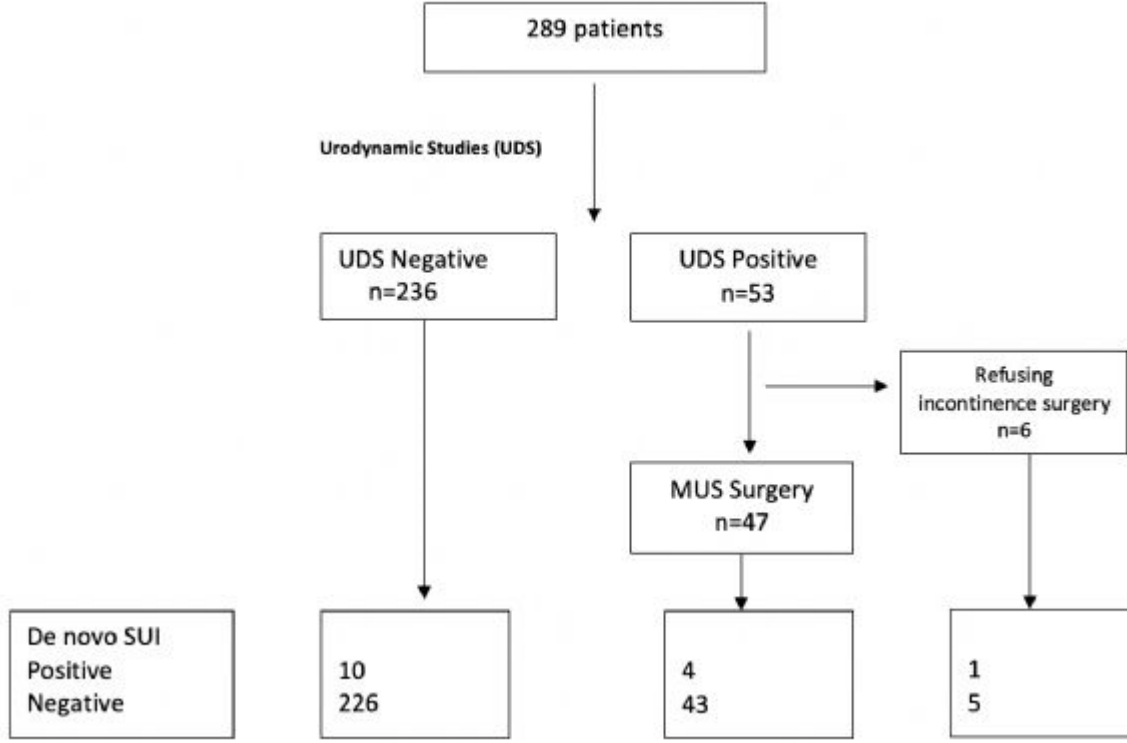 289 patients
Urodynamic Studies (UDS)
UDS Negative
n=236
UDS Positive
n=53
Refusing
incontinence surgery
n=6
MUS Surgery
n=47
De novo SUI
Positive
Negative
10
226
4
43
1
5